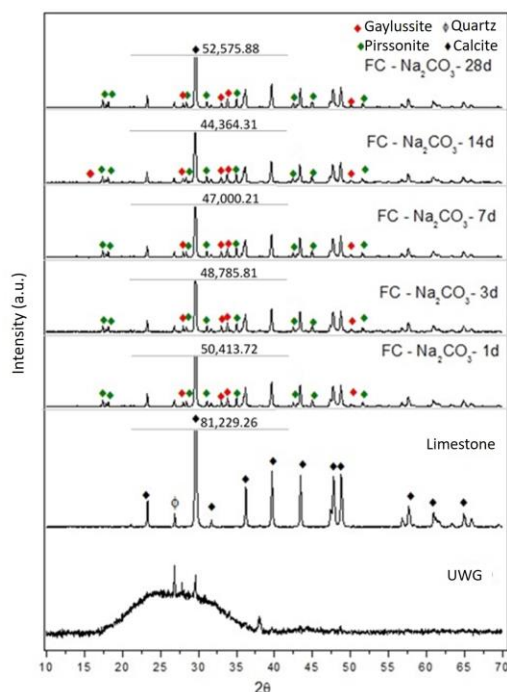 Gaylussite Quartz
Pirssonite Calcite
52,575.88
FC - Na₂CO₃- 28d
44,364.31
FC - Na₂CO₃- 14d
47,000.21
FC - Na₂CO₃- 7d
48,785.81
FC - Na₂CO₃- 3d
50,413.72
FC - Na₂CO₃- 1d
81,229.26
Limestone
UWG
Intensity (a.u.)
10 15 20 25 30 35 40 45 50 55 60 65 70
2θ